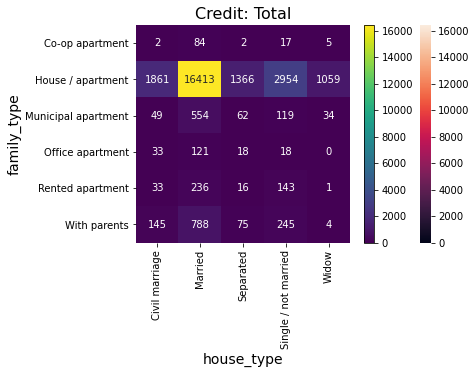 Credit: Total
family_type
Co-op apartment 2 84 2 17 5
House / apartment 1861 16413 1366 2954 1059
Municipal apartment 49 554 62 119 34
Office apartment 33 121 18 18 0
Rented apartment 33 236 16 143 1
With parents 145 788 75 245 4
Civil marriage
Married
Separated
Single / not married
Widow
house_type
16000
14000
12000
10000
8000
6000
4000
2000
0
16000
14000
12000
10000
8000
6000
4000
2000
0